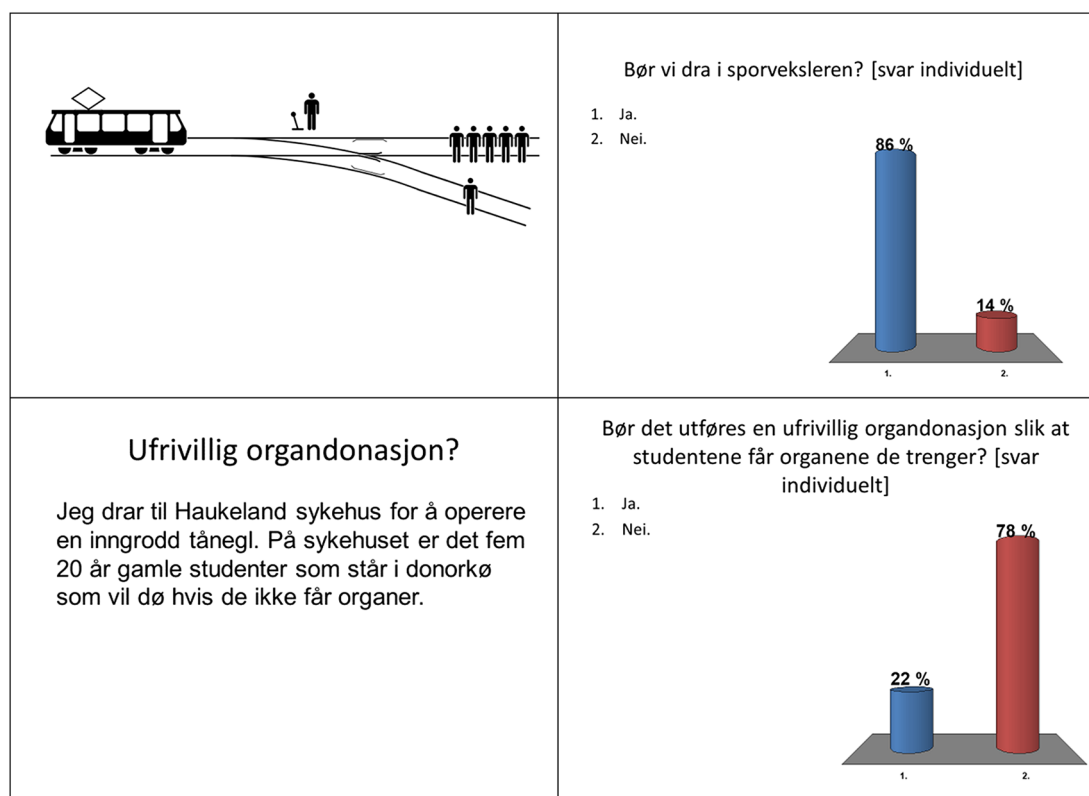 Bør vi dra i sporveksleren? [svar individuelt]
1. Ja.
2. Nei.
86 %
14 %
1.
2.
Ufrivillig organdonasjon?
Jeg drar til Haukeland sykehus for å operere
en inngrodd tånegl. På sykehuset er det fem
20 år gamle studenter som står i donorkø
som vil dø hvis de ikke får organer.
Bør det utføres en ufrivillig organdonasjon slik at
studentene får organene de trenger? [svar
individuelt]
1. Ja.
2. Nei.
78 %
22 %
1.
2.